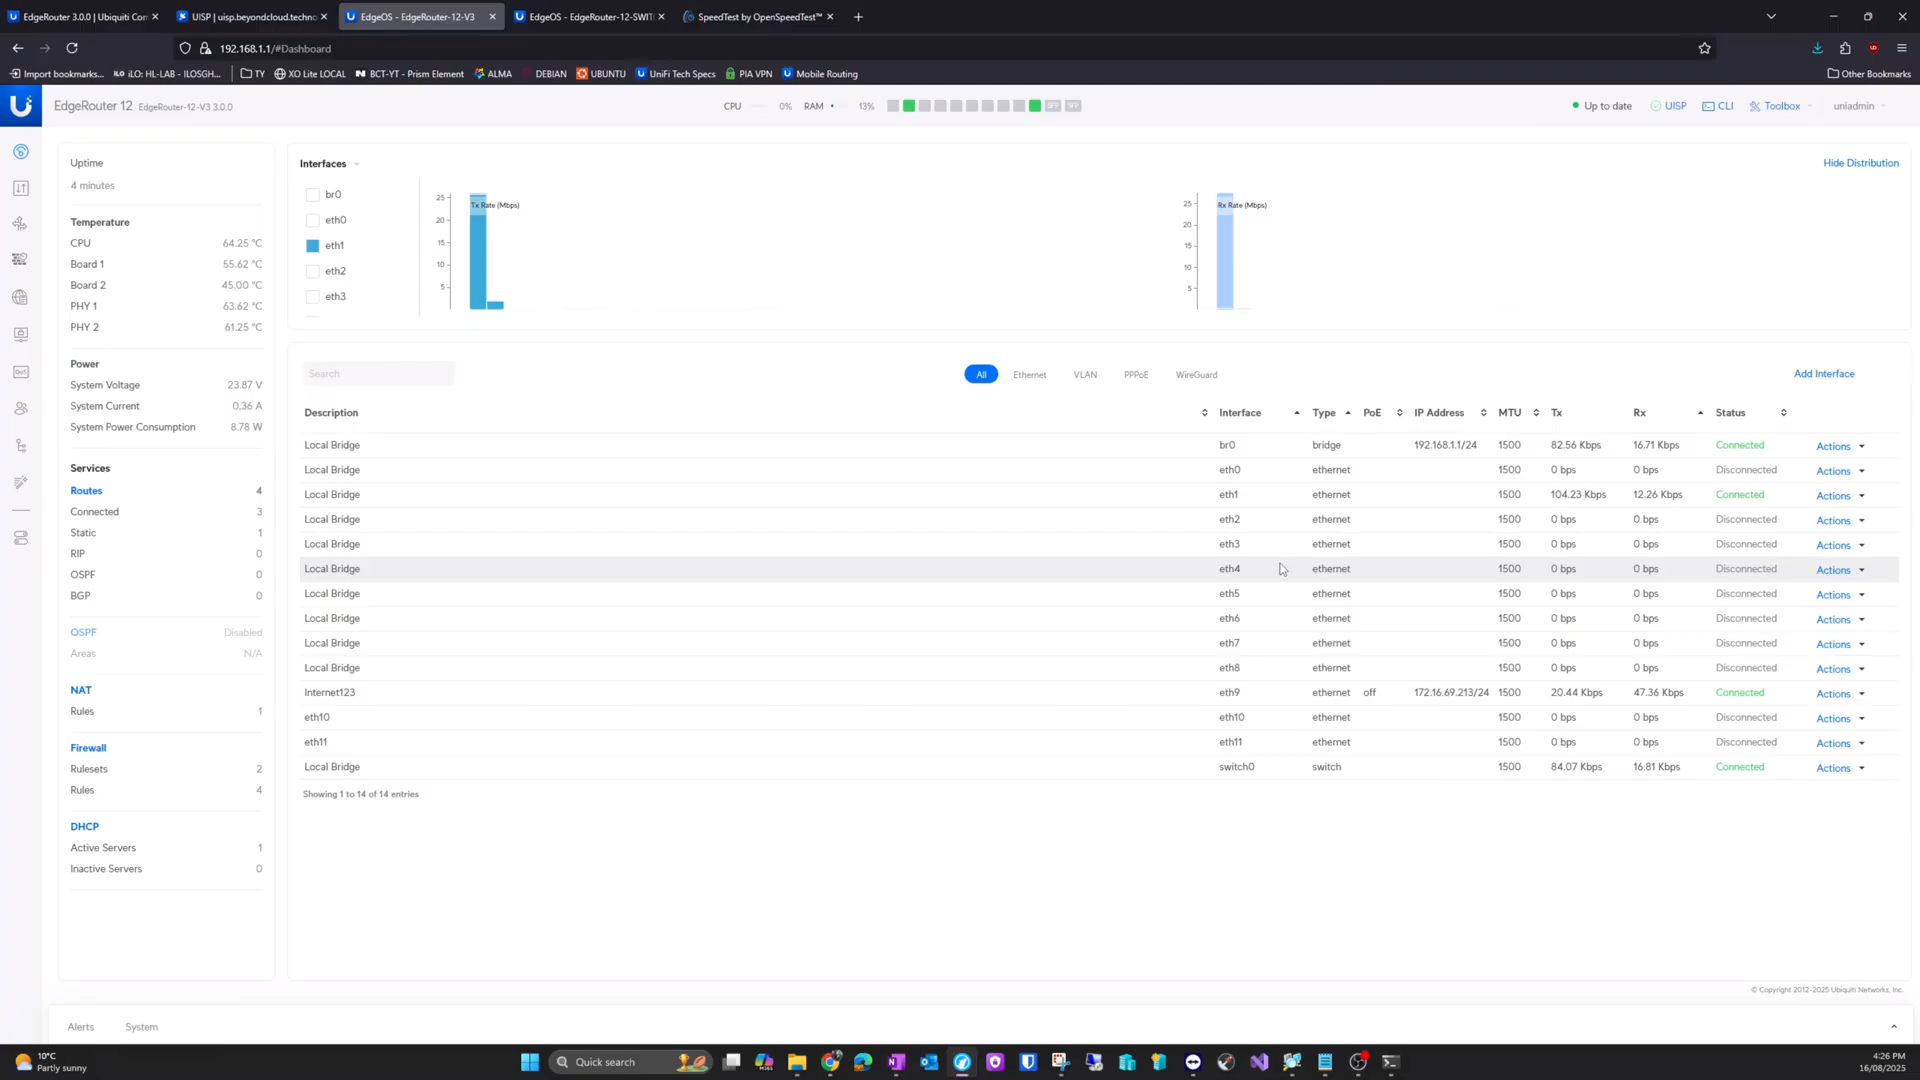 EdgeRouter 3.0.0 | Ubiquiti Con
UISP | uisp.beyondcloud.techno
EdgeOS - EdgeRouter-12-V3
EdgeOS - EdgeRouter-12-SWIT
SpeedTest by OpenSpeedTest™
192.168.1.1/#Dashboard
Import bookmarks...
iLO: HL-LAB - ILOSGH...
TY
XO Lite LOCAL
BCT-YT - Prism Element
ALMA
DEBIAN
UBUNTU
UniFi Tech Specs
PIA VPN
Mobile Routing
Other Bookmarks
EdgeRouter 12 EdgeRouter-12-V3 3.0.0
CPU 0% RAM 13%
SFP SFP
Up to date
UISP
CLI
Toolbox
uniadmin
Uptime
4 minutes
Temperature
CPU 64.25 °C
Board 1 55.62 °C
Board 2 45.00 °C
PHY 1 63.62 °C
PHY 2 61.25 °C
Power
System Voltage 23.87 V
System Current 0.36 A
System Power Consumption 8.78 W
Services
Routes 4
Connected 3
Static 1
RIP 0
OSPF 0
BGP 0
OSPF Disabled
Areas N/A
NAT
Rules 1
Firewall
Rulesets 2
Rules 4
DHCP
Active Servers 1
Inactive Servers 0
Interfaces
Hide Distribution
br0
eth0
eth1
eth2
eth3
25
20
15
10
5
Tx Rate (Mbps)
25
20
15
10
5
Rx Rate (Mbps)
Search
All Ethernet VLAN PPPoE WireGuard
Add Interface
Description Interface Type PoE IP Address MTU Tx Rx Status
Local Bridge br0 bridge 192.168.1.1/24 1500 82.56 Kbps 16.71 Kbps Connected Actions
Local Bridge eth0 ethernet 1500 0 bps 0 bps Disconnected Actions
Local Bridge eth1 ethernet 1500 104.23 Kbps 12.26 Kbps Connected Actions
Local Bridge eth2 ethernet 1500 0 bps 0 bps Disconnected Actions
Local Bridge eth3 ethernet 1500 0 bps 0 bps Disconnected Actions
Local Bridge eth4 ethernet 1500 0 bps 0 bps Disconnected Actions
Local Bridge eth5 ethernet 1500 0 bps 0 bps Disconnected Actions
Local Bridge eth6 ethernet 1500 0 bps 0 bps Disconnected Actions
Local Bridge eth7 ethernet 1500 0 bps 0 bps Disconnected Actions
Local Bridge eth8 ethernet 1500 0 bps 0 bps Disconnected Actions
Internet123 eth9 ethernet off 172.16.69.213/24 1500 20.44 Kbps 47.36 Kbps Connected Actions
eth10 eth10 ethernet 1500 0 bps 0 bps Disconnected Actions
eth11 eth11 ethernet 1500 0 bps 0 bps Disconnected Actions
Local Bridge switch0 switch 1500 84.07 Kbps 16.81 Kbps Connected Actions
Showing 1 to 14 of 14 entries
© Copyright 2012-2025 Ubiquiti Networks, Inc.
Alerts System
10°C
Partly sunny
Quick search
4:26 PM
16/08/2025